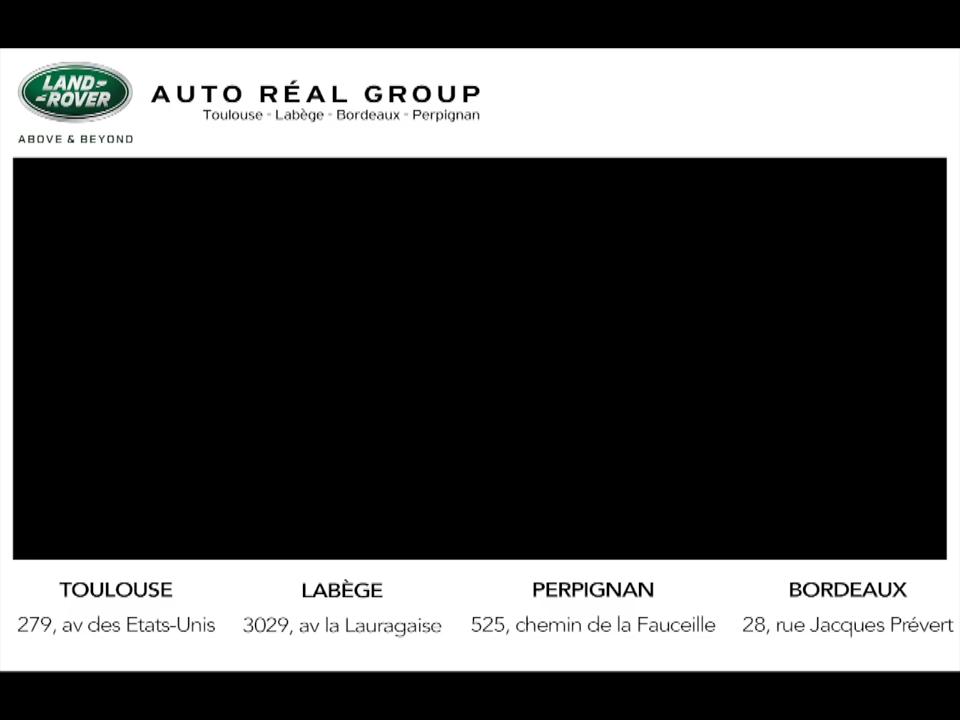 LAND-
-ROVER
ABOVE & BEYOND
AUTO RÉAL GROUP
Toulouse - Labège - Bordeaux - Perpignan
TOULOUSE
279, av des Etats-Unis
LABÈGE
3029, av la Lauragaise
PERPIGNAN
525, chemin de la Fauceille
BORDEAUX
28, rue Jacques Prévert